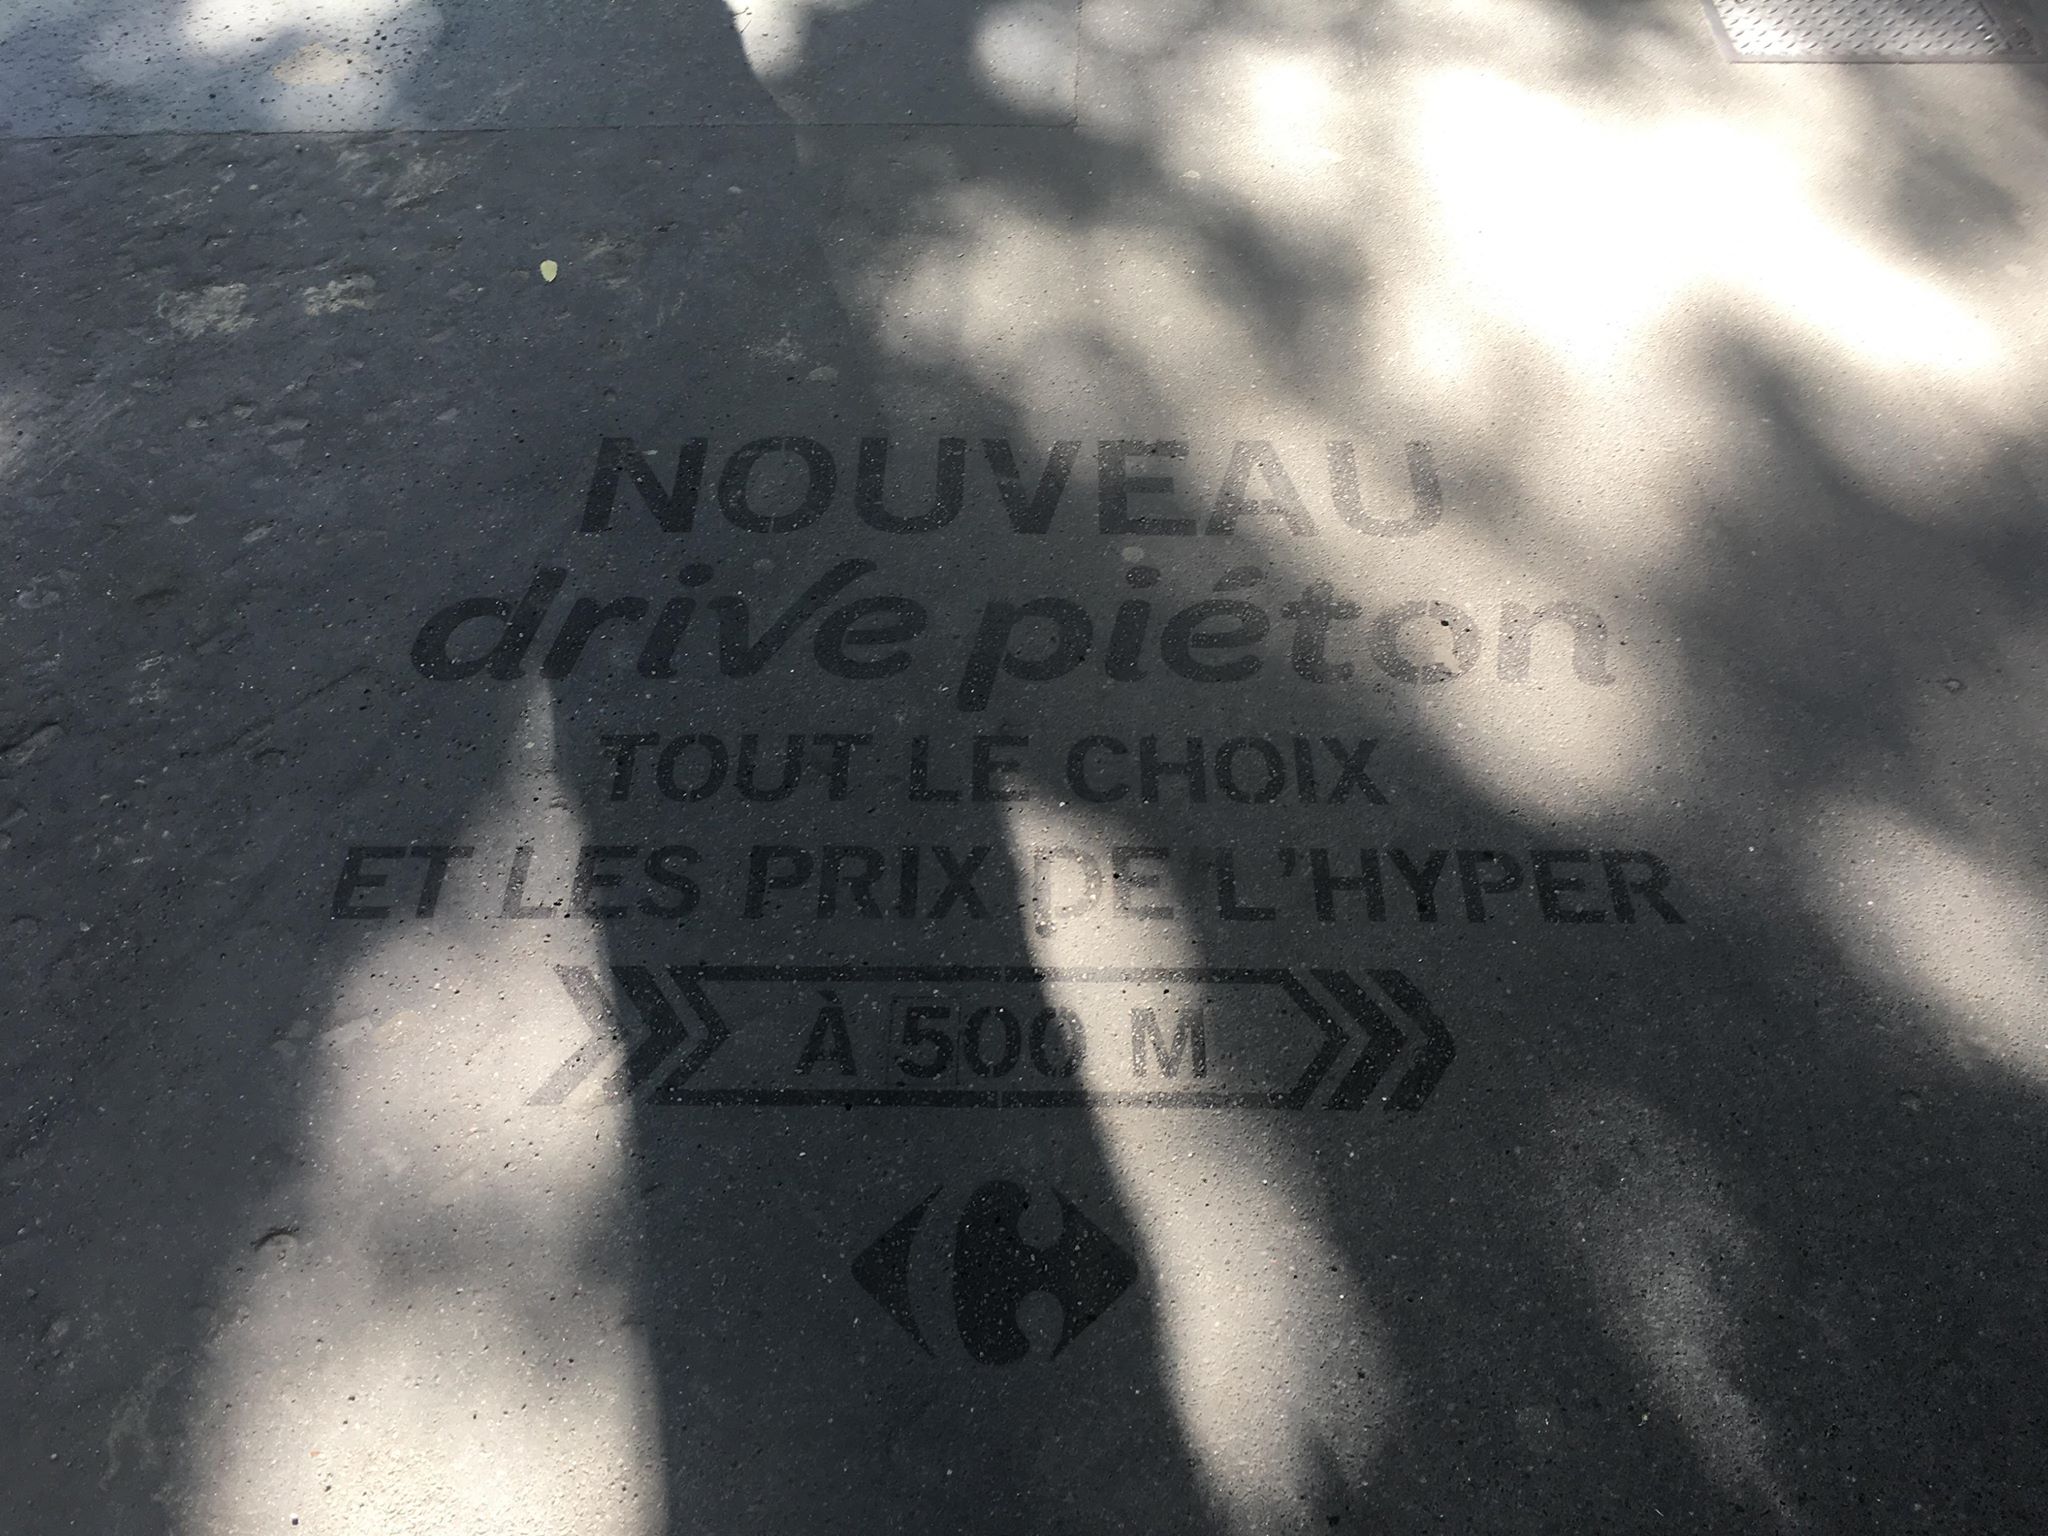 NOUVEAU
drive piéton
TOUT LE CHOIX
ET LES PRIX DE L'HYPER
À 500 M